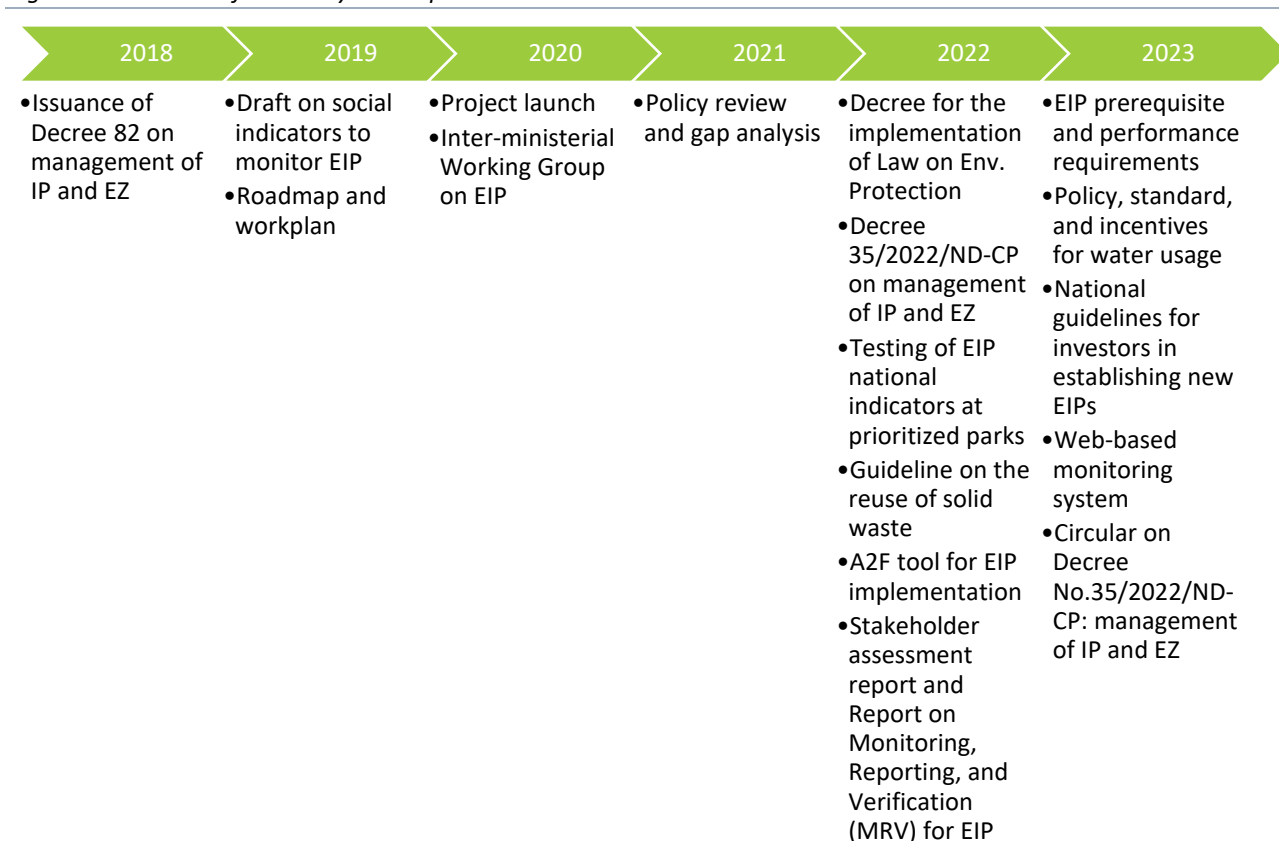 2018
2019
2020
2021
2022
2023
•Issuance of
Decree 82 on
management of
IP and EZ
•Draft on social
indicators to
monitor EIP
•Roadmap and
workplan
•Project launch
•Inter-ministerial
Working Group
on EIP
•Policy review
and gap analysis
•Decree for the
implementation
of Law on Env.
Protection
•Decree
35/2022/ND-CP
on management
of IP and EZ
•Testing of EIP
national
indicators at
prioritized parks
•Guideline on the
reuse of solid
waste
•A2F tool for EIP
implementation
•Stakeholder
assessment
report and
Report on
Monitoring,
Reporting, and
Verification
(MRV) for EIP
•EIP prerequisite
and performance
requirements
•Policy, standard,
and incentives
for water usage
•National
guidelines for
investors in
establishing new
EIPs
•Web-based
monitoring
system
•Circular on
Decree
No.35/2022/ND-
CP: management
of IP and EZ